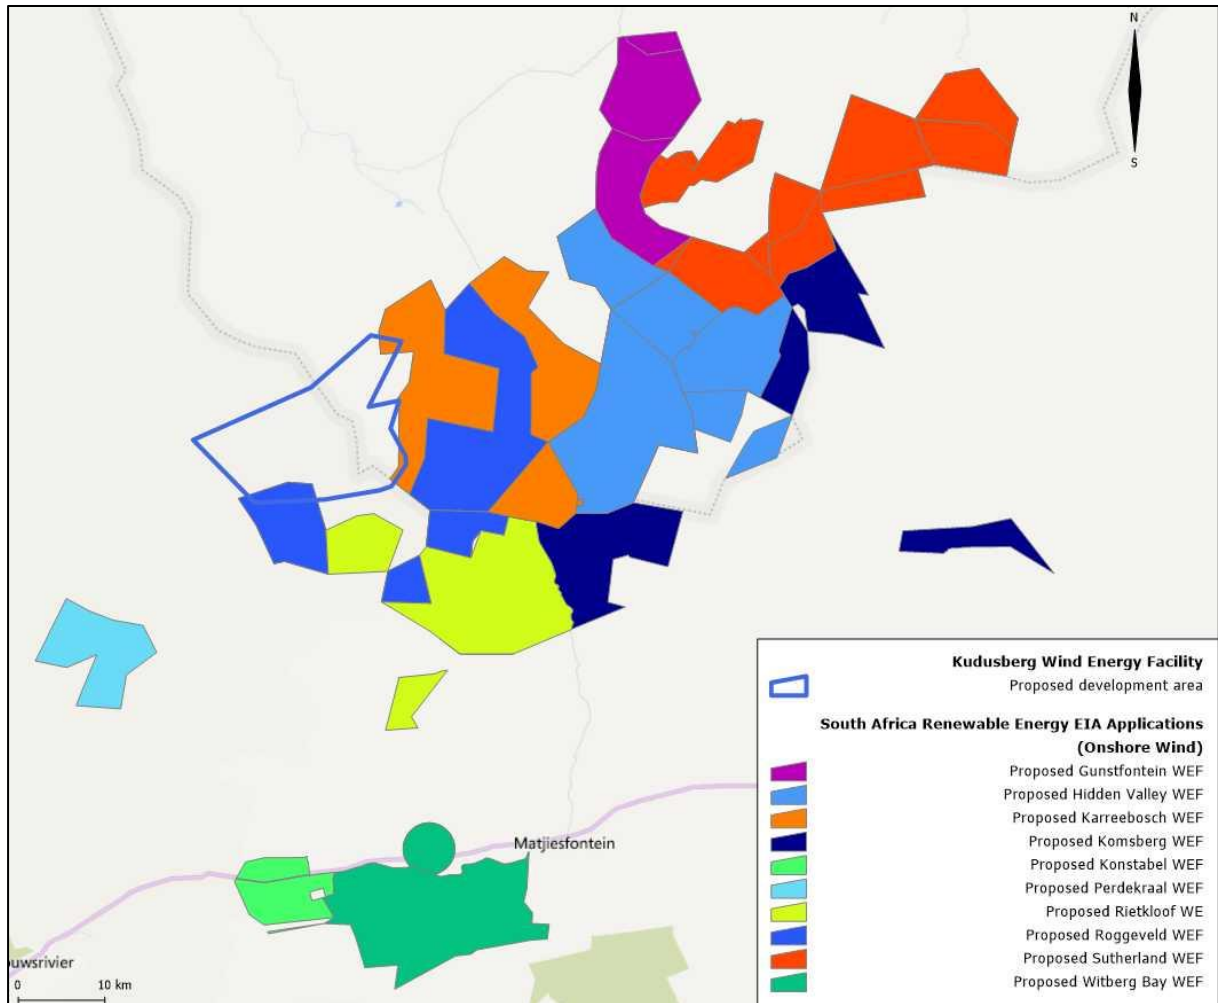 N
S
Matjiesfontein
ouwsrivier
0 10 km
Kudusberg Wind Energy Facility
Proposed development area
South Africa Renewable Energy EIA Applications
(Onshore Wind)
Proposed Gunstfontein WEF
Proposed Hidden Valley WEF
Proposed Karreebosch WEF
Proposed Komsberg WEF
Proposed Konstabel WEF
Proposed Perdekraal WEF
Proposed Rietkloof WE
Proposed Roggeveld WEF
Proposed Sutherland WEF
Proposed Witberg Bay WEF